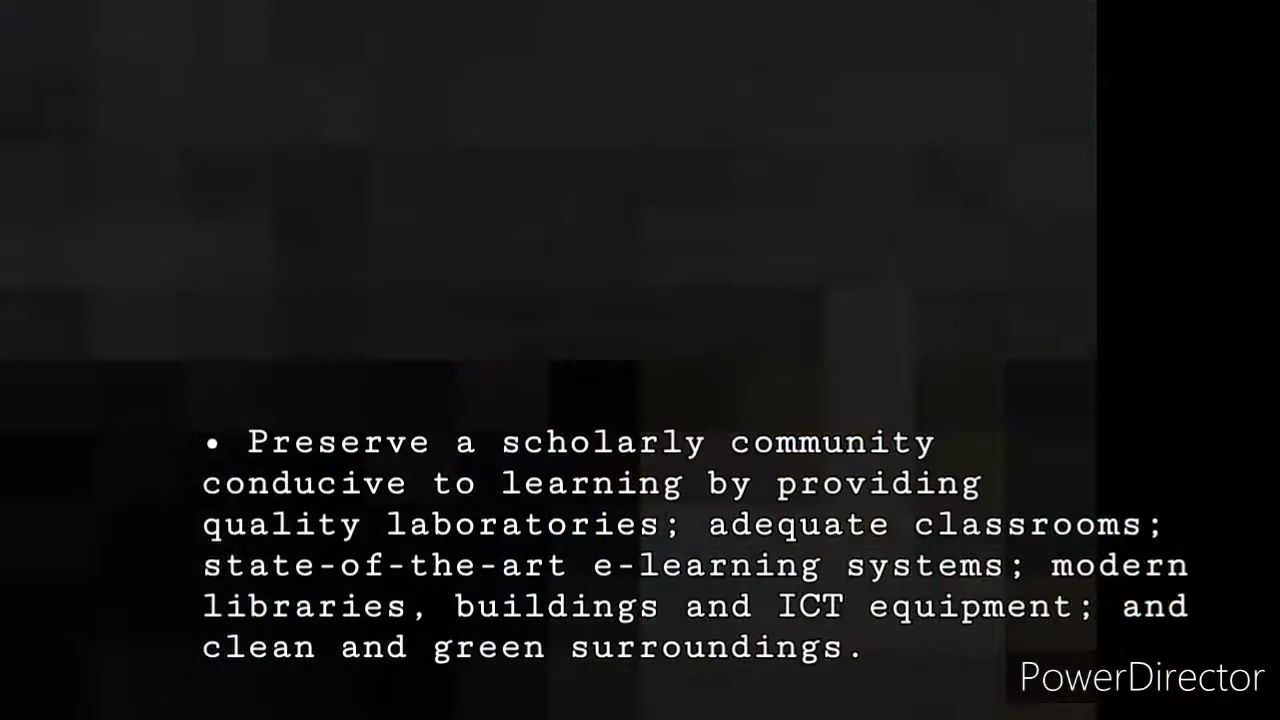 • Preserve a scholarly community
conducive to learning by providing
quality laboratories; adequate classrooms;
state-of-the-art e-learning systems; modern
libraries, buildings and ICT equipment; and
clean and green surroundings.
PowerDirector